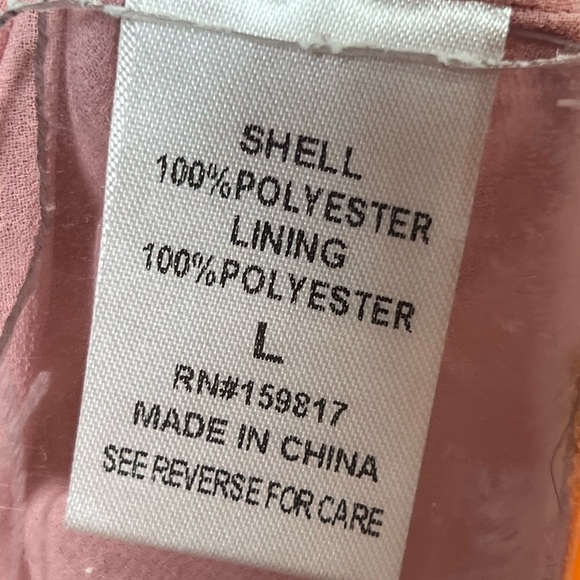 SHELL
100%POLYESTER
LINING
100%POLYESTER
L
RN#159817
MADE IN CHINA
SEE REVERSE FOR CARE